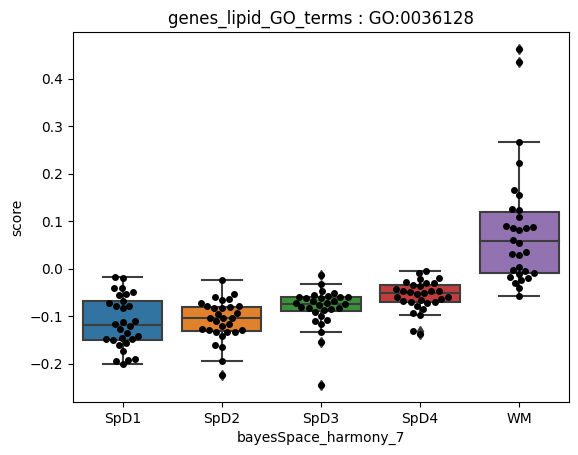 genes_lipid_GO_terms : GO:0036128
score
0.4
0.3
0.2
0.1
0.0
−0.1
−0.2
SpD1 SpD2 SpD3 SpD4 WM
bayesSpace_harmony_7